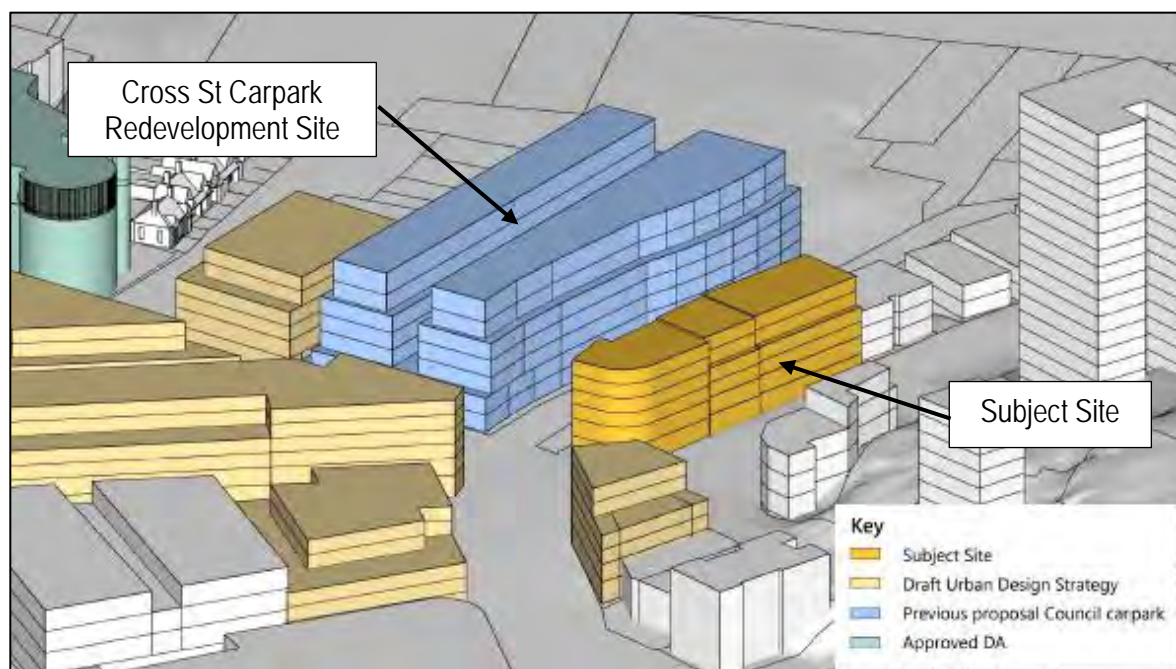 Cross St Carpark
Redevelopment Site
Subject Site
Key
Subject Site
Draft Urban Design Strategy
Previous proposal Council carpark
Approved DA